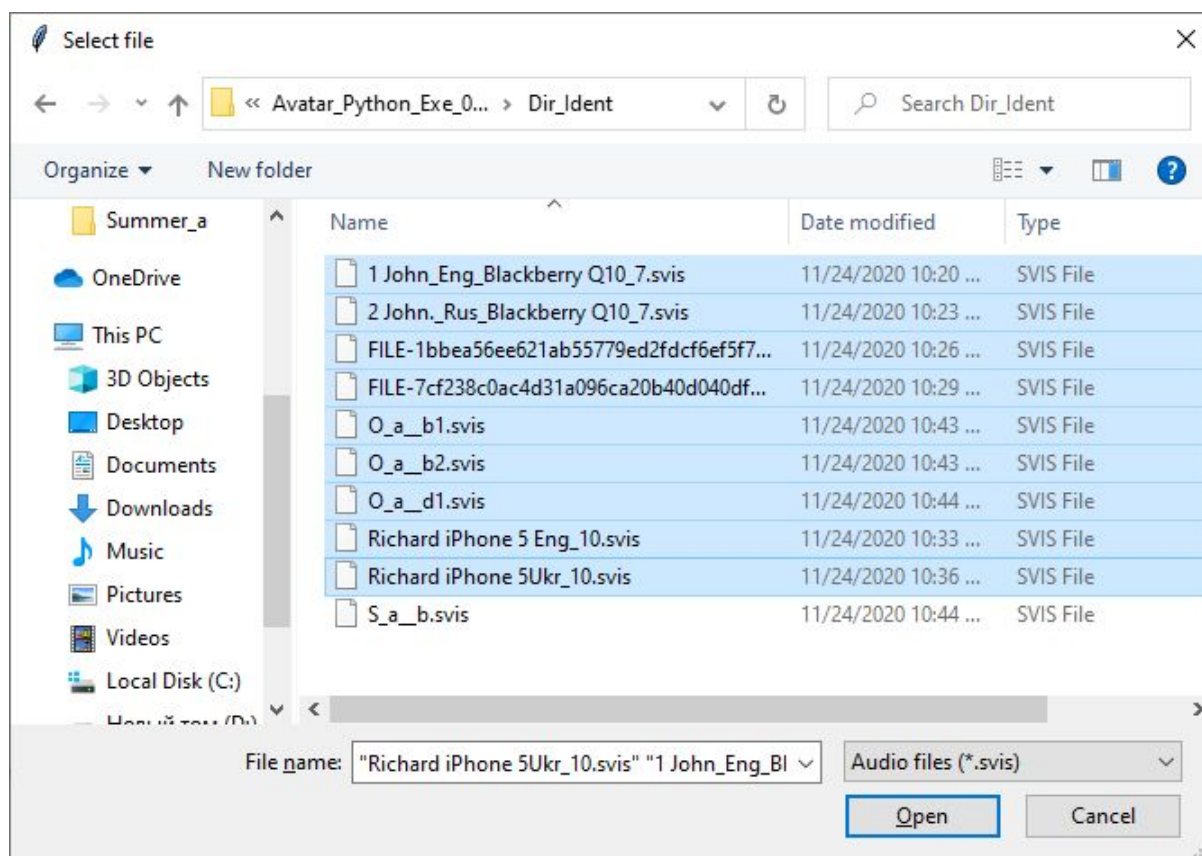 Select file
« Avatar_Python_Exe_0... › Dir_Ident
Search Dir_Ident
Organize New folder
Summer_a
OneDrive
This PC
3D Objects
Desktop
Documents
Downloads
Music
Pictures
Videos
Local Disk (C:)
Новый том (D:)
Name Date modified Type
1 John_Eng_Blackberry Q10_7.svis 11/24/2020 10:20 ... SVIS File
2 John._Rus_Blackberry Q10_7.svis 11/24/2020 10:23 ... SVIS File
FILE-1bbea56ee621ab55779ed2fdcf6ef5f7... 11/24/2020 10:26 ... SVIS File
FILE-7cf238c0ac4d31a096ca20b40d040df... 11/24/2020 10:29 ... SVIS File
O_a__b1.svis 11/24/2020 10:43 ... SVIS File
O_a__b2.svis 11/24/2020 10:43 ... SVIS File
O_a__d1.svis 11/24/2020 10:44 ... SVIS File
Richard iPhone 5 Eng_10.svis 11/24/2020 10:33 ... SVIS File
Richard iPhone 5Ukr_10.svis 11/24/2020 10:36 ... SVIS File
S_a__b.svis 11/24/2020 10:44 ... SVIS File
File name: "Richard iPhone 5Ukr_10.svis" "1 John_Eng_Bl
Audio files (*.svis)
Open Cancel